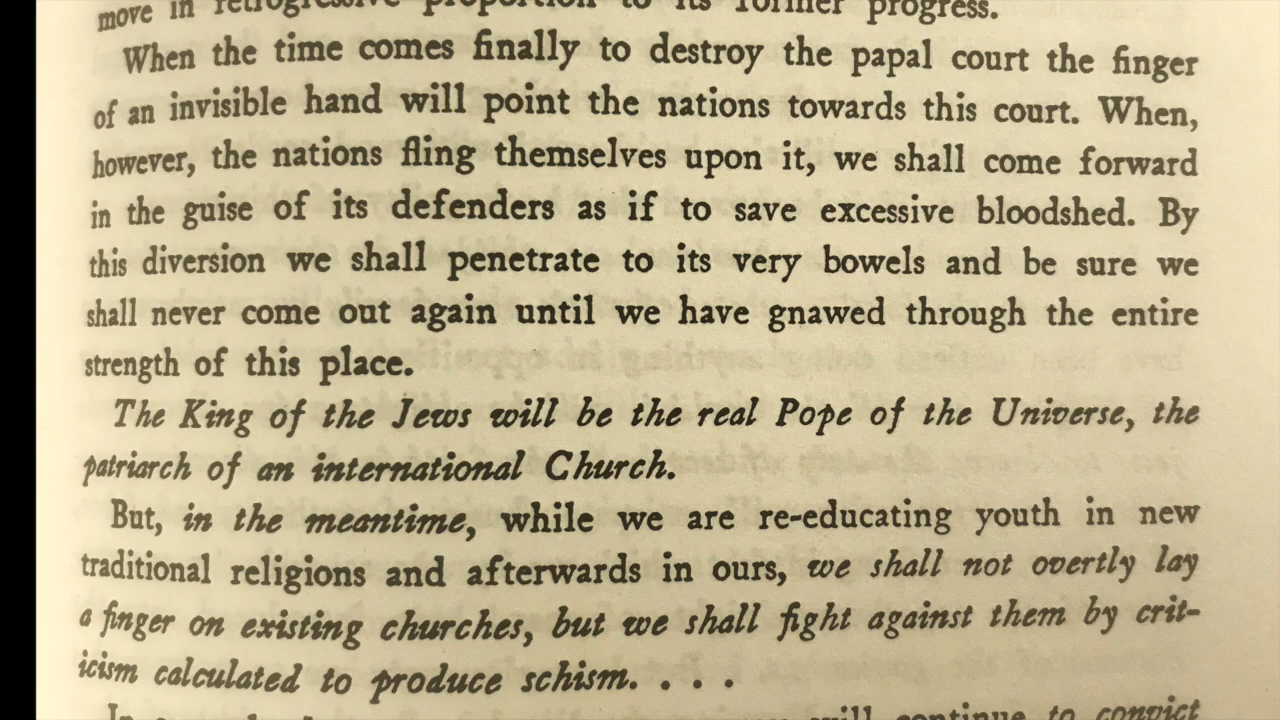 move in retrogressive proportion to its former progress.
When the time comes finally to destroy the papal court the finger
of an invisible hand will point the nations towards this court. When,
however, the nations fling themselves upon it, we shall come forward
in the guise of its defenders as if to save excessive bloodshed. By
this diversion we shall penetrate to its very bowels and be sure we
shall never come out again until we have gnawed through the entire
strength of this place.
The King of the Jews will be the real Pope of the Universe, the
patriarch of an international Church.
But, in the meantime, while we are re-educating youth in new
traditional religions and afterwards in ours, we shall not overtly lay
a finger on existing churches, but we shall fight against them by crit-
icism calculated to produce schism. . . .
will continue to convict